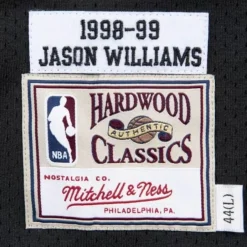 1998-99
JASON WILLIAMS
NBA
HARDWOOD
AUTHENTIC
CLASSICS
NOSTALGIA CO.
Mitchell & Ness
PHILADELPHIA, PA.
44(L)